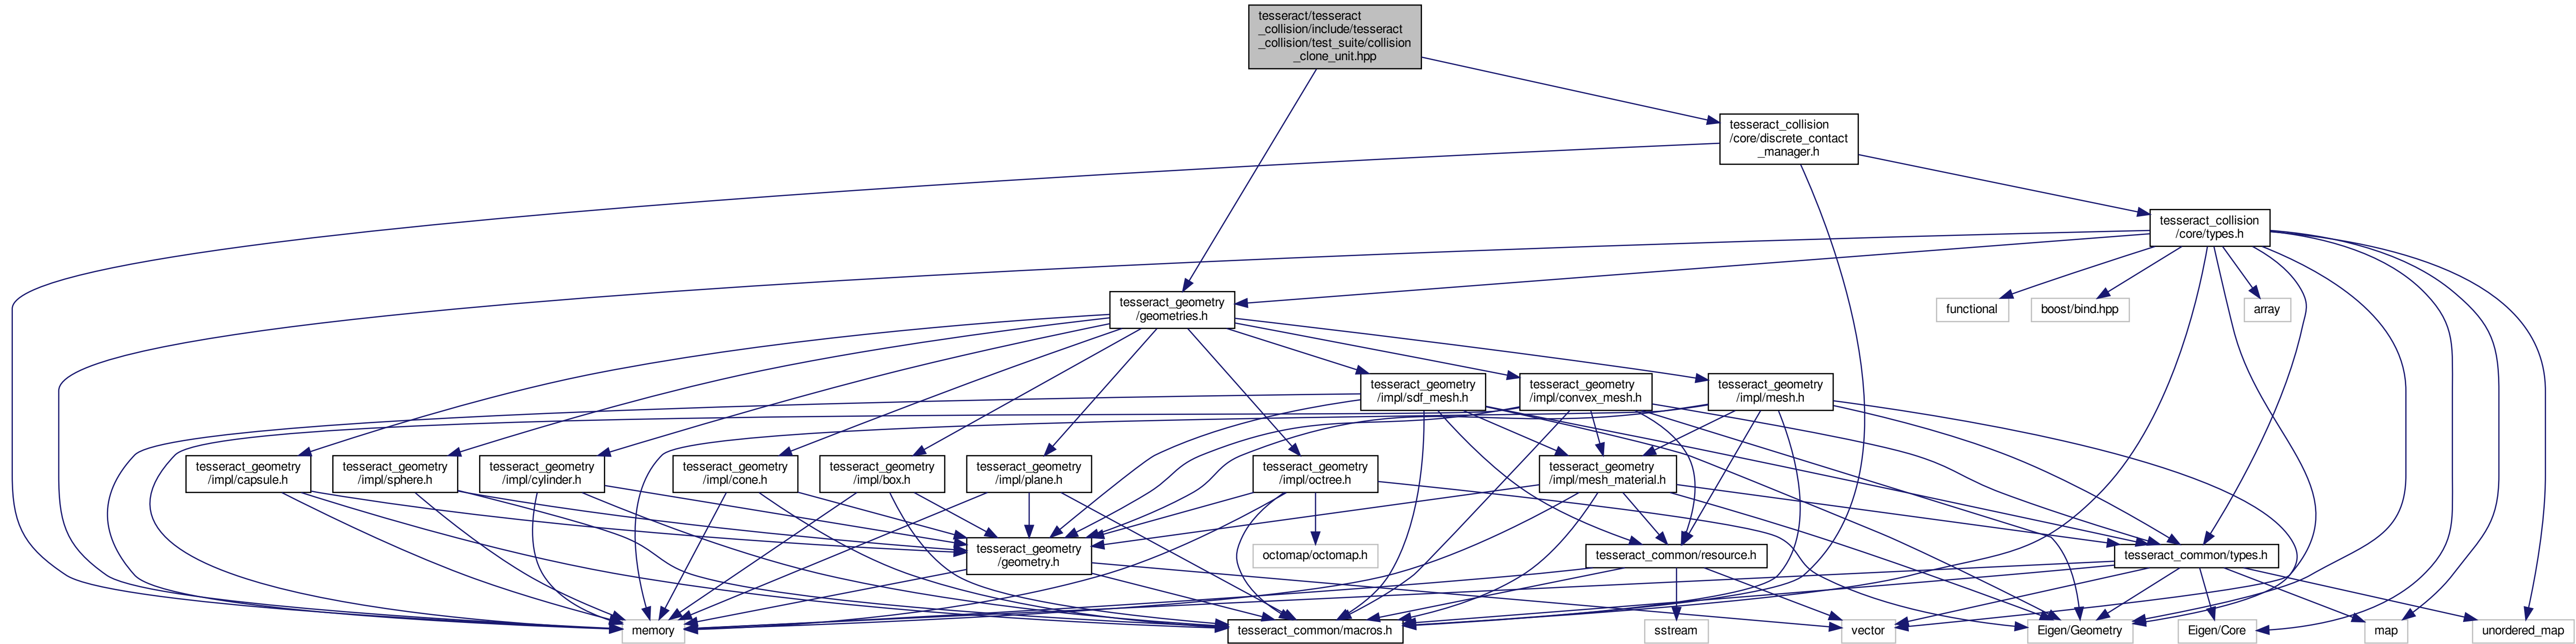 tesseract/tesseract
_collision/include/tesseract
_collision/test_suite/collision
_clone_unit.hpp
tesseract_collision
/core/discrete_contact
_manager.h
tesseract_collision
/core/types.h
tesseract_geometry
/geometries.h
functional
boost/bind.hpp
array
tesseract_geometry
/impl/sdf_mesh.h
tesseract_geometry
/impl/convex_mesh.h
tesseract_geometry
/impl/mesh.h
tesseract_geometry
/impl/capsule.h
tesseract_geometry
/impl/sphere.h
tesseract_geometry
/impl/cylinder.h
tesseract_geometry
/impl/cone.h
tesseract_geometry
/impl/box.h
tesseract_geometry
/impl/plane.h
tesseract_geometry
/impl/octree.h
tesseract_geometry
/impl/mesh_material.h
tesseract_geometry
/geometry.h
octomap/octomap.h
tesseract_common/resource.h
tesseract_common/types.h
memory
tesseract_common/macros.h
sstream
vector
Eigen/Geometry
Eigen/Core
map
unordered_map